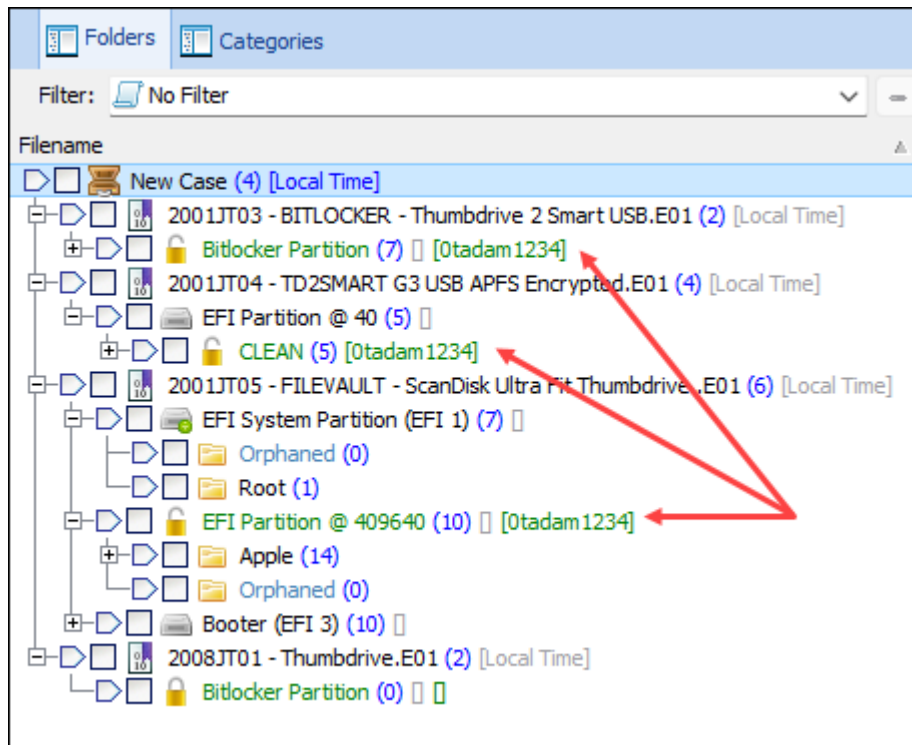 Folders Categories
Filter: No Filter
Filename
New Case (4) [Local Time]
2001JT03 - BITLOCKER - Thumbdrive 2 Smart USB.E01 (2) [Local Time]
Bitlocker Partition (7) [] [0tadam1234]
2001JT04 - TD2SMART G3 USB APFS Encrypted.E01 (4) [Local Time]
EFI Partition @ 40 (5) []
CLEAN (5) [0tadam1234]
2001JT05 - FILEVAULT - ScanDisk Ultra Fit Thumbdrive..E01 (6) [Local Time]
EFI System Partition (EFI 1) (7) []
Orphaned (0)
Root (1)
EFI Partition @ 409640 (10) [] [0tadam1234]
Apple (14)
Orphaned (0)
Booter (EFI 3) (10) []
2008JT01 - Thumbdrive.E01 (2) [Local Time]
Bitlocker Partition (0) [] []